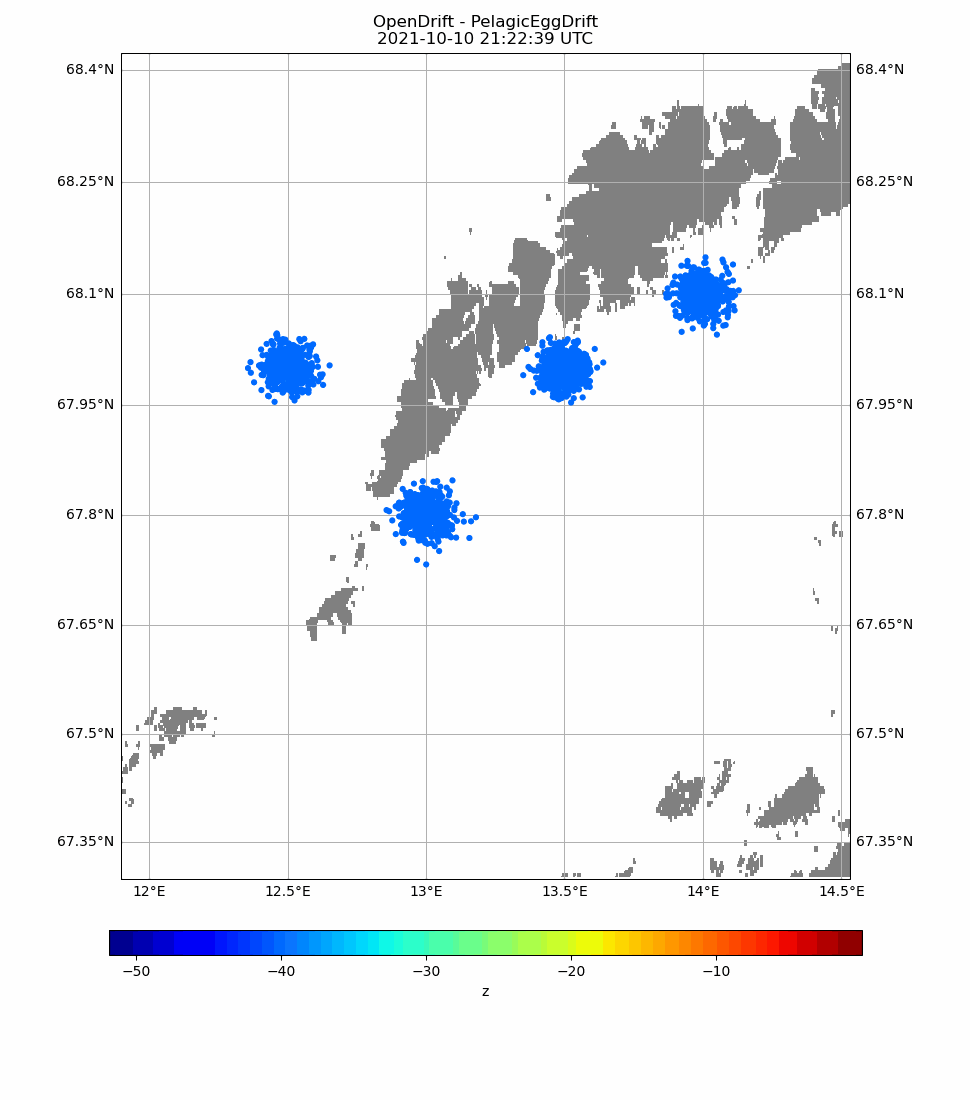 OpenDrift - PelagicEggDrift
2021-10-10 21:22:39 UTC
68.4°N 68.4°N
68.25°N 68.25°N
68.1°N 68.1°N
67.95°N 67.95°N
67.8°N 67.8°N
67.65°N 67.65°N
67.5°N 67.5°N
67.35°N 67.35°N
12°E 12.5°E 13°E 13.5°E 14°E 14.5°E
−50 −40 −30 −20 −10
z